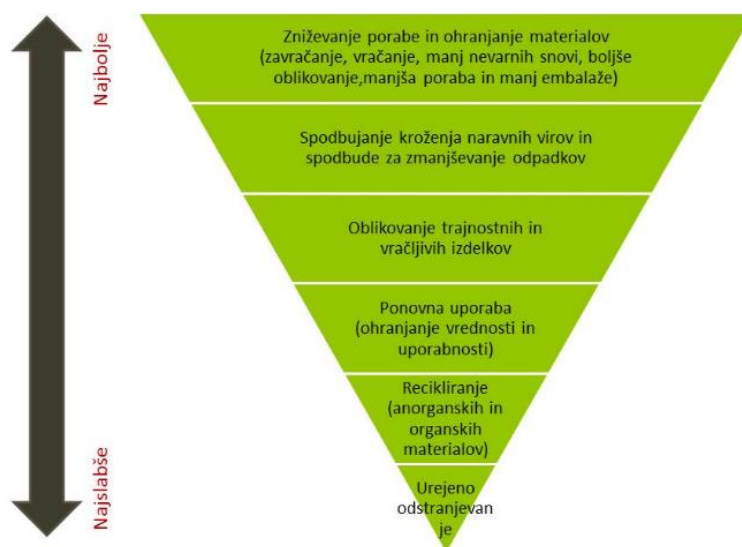 Najbolje
Zniževanje porabe in ohranjanje materialov
(zavračanje, vračanje, manj nevarnih snovi, boljše
oblikovanje,manjša poraba in manj embalaže)
Spodbujanje kroženja naravnih virov in
spodbude za zmanjševanje odpadkov
Oblikovanje trajnostnih in
vračljivih izdelkov
Ponovna uporaba
(ohranjanje vrednosti in
uporabnosti)
Recikliranje
(anorganskih in
organskih
materialov)
Najslabše
Urejeno
odstranjevan
je